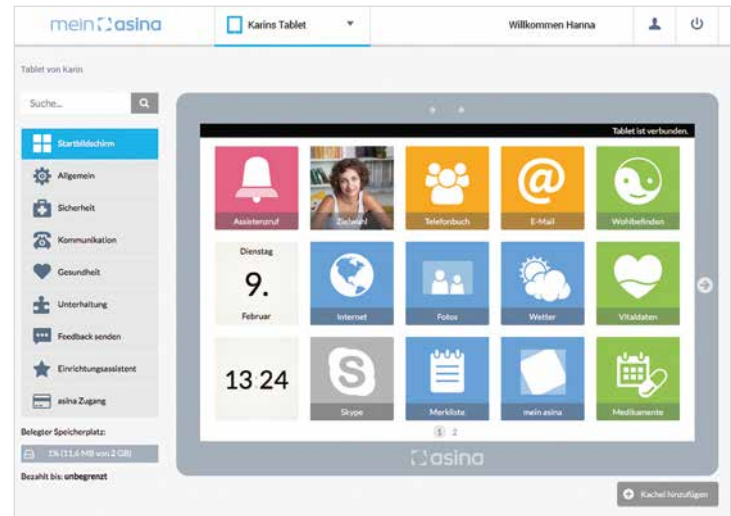 mein asina
Karins Tablet
Willkommen Hanna
Tablet von Karin
Suche...
Startbildschirm
Allgemein
Sicherheit
Kommunikation
Gesundheit
Unterhaltung
Feedback senden
Einrichtungsassistent
asina Zugang
Belegter Speicherplatz:
1% (11,6 MB von 2 GB)
Bezahlt bis: unbegrenzt
Tablet ist verbunden.
Assistenzruf
Zielwahl
Telefonbuch
@
E-Mail
Wohlbefinden
Dienstag
9.
Februar
Internet
Fotos
Wetter
Vitaldaten
13:24
S
Skype
Merkliste
mein asina
Medikamente
1 2
asina
Kachel hinzufügen